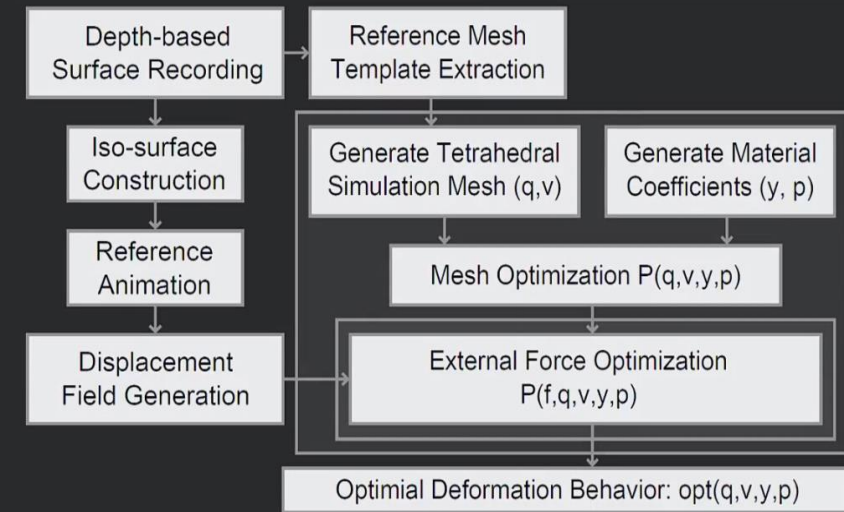 Depth-based
Surface Recording
Reference Mesh
Template Extraction
Iso-surface
Construction
Generate Tetrahedral
Simulation Mesh (q,v)
Generate Material
Coefficients (y, p)
Reference
Animation
Mesh Optimization P(q,v,y,p)
Displacement
Field Generation
External Force Optimization
P(f,q,v,y,p)
Optimial Deformation Behavior: opt(q,v,y,p)